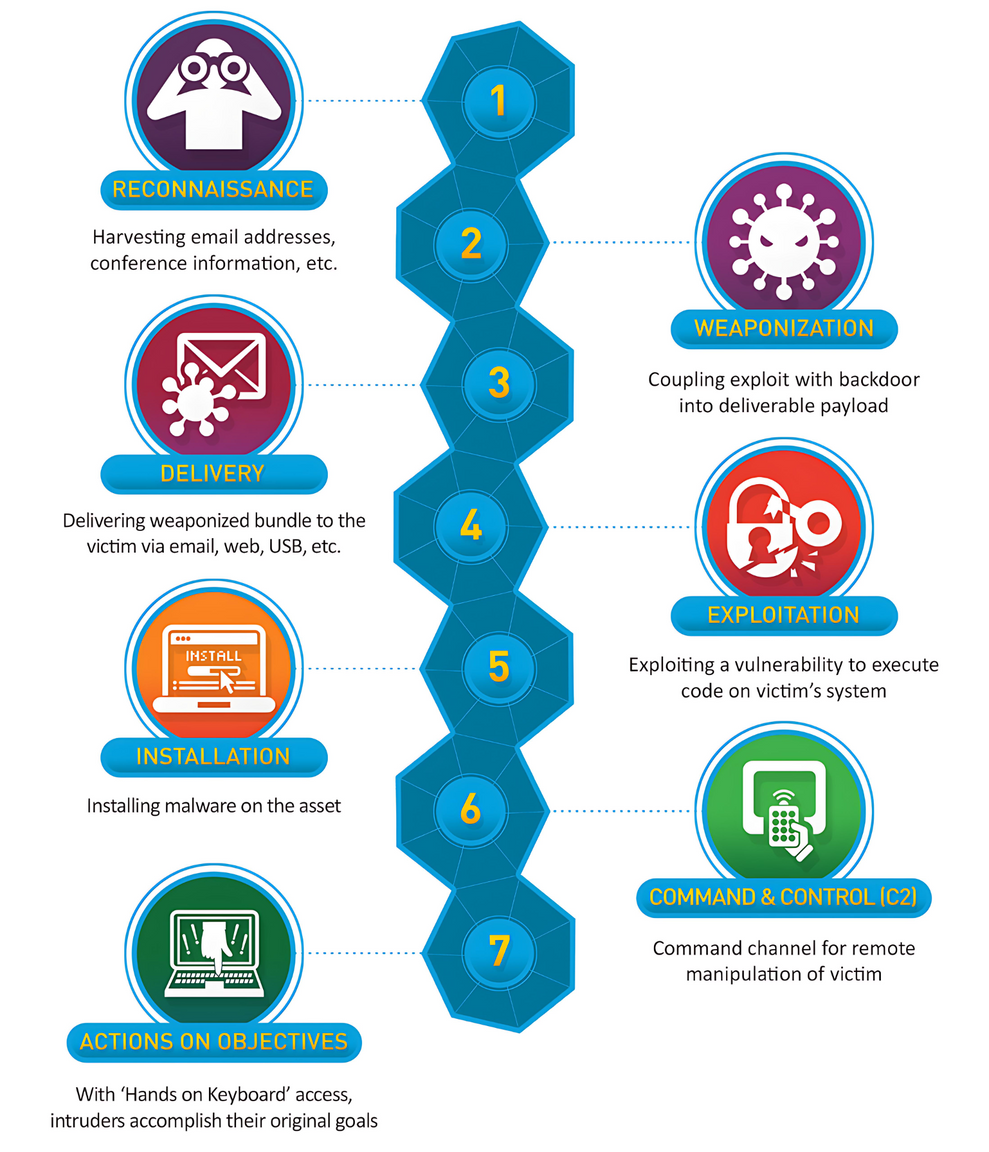 1
RECONNAISSANCE
Harvesting email addresses,
conference information, etc.
2
WEAPONIZATION
Coupling exploit with backdoor
into deliverable payload
3
DELIVERY
Delivering weaponized bundle to the
victim via email, web, USB, etc.
4
EXPLOITATION
Exploiting a vulnerability to execute
code on victim’s system
5
INSTALL
INSTALLATION
Installing malware on the asset
6
COMMAND & CONTROL (C2)
Command channel for remote
manipulation of victim
7
ACTIONS ON OBJECTIVES
With ‘Hands on Keyboard’ access,
intruders accomplish their original goals